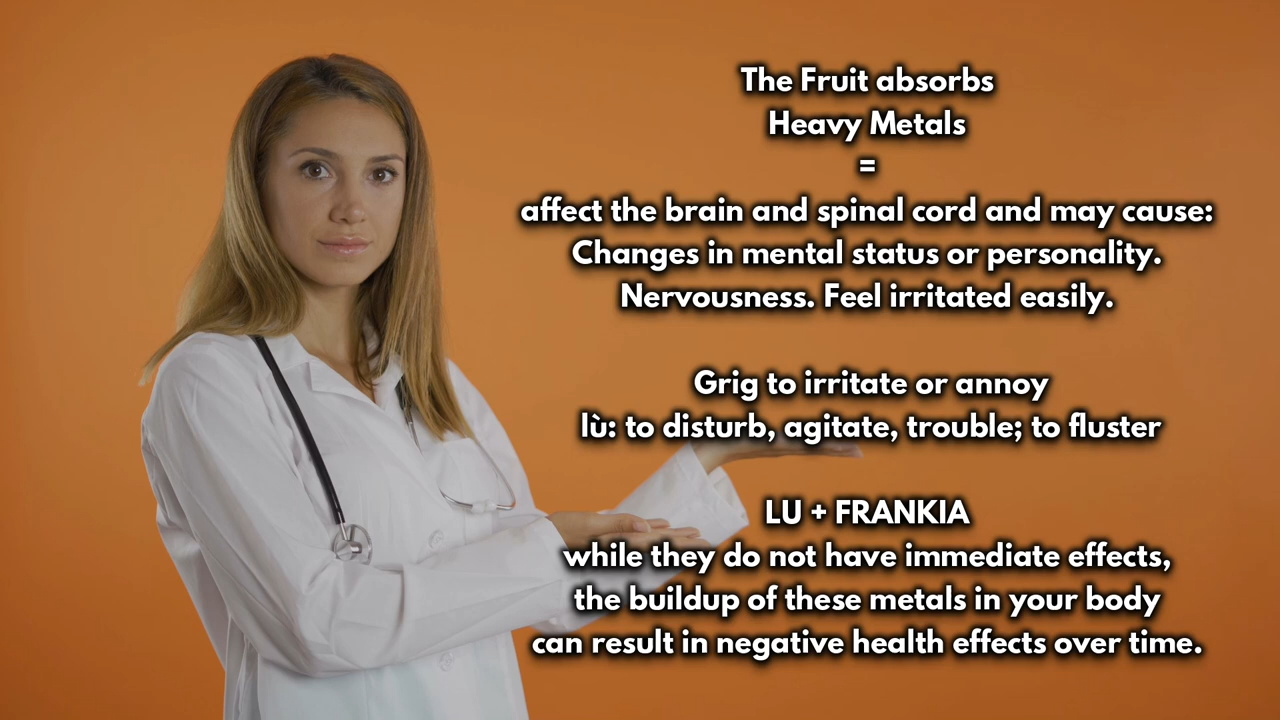 The Fruit absorbs
Heavy Metals
=
affect the brain and spinal cord and may cause:
Changes in mental status or personality.
Nervousness. Feel irritated easily.
Grig to irritate or annoy
lù: to disturb, agitate, trouble; to fluster
LU + FRANKIA
while they do not have immediate effects,
the buildup of these metals in your body
can result in negative health effects over time.